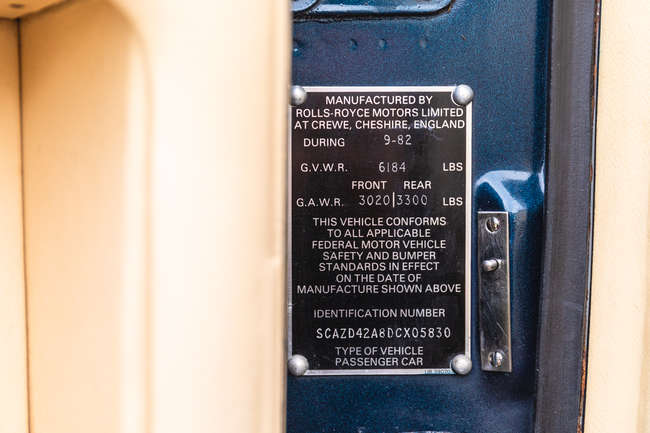 MANUFACTURED BY
ROLLS-ROYCE MOTORS LIMITED
AT CREWE, CHESHIRE, ENGLAND
DURING 9-82
G.V.W.R. 6184 LBS
FRONT REAR
G.A.W.R. 3020|3300 LBS
THIS VEHICLE CONFORMS
TO ALL APPLICABLE
FEDERAL MOTOR VEHICLE
SAFETY AND BUMPER
STANDARDS IN EFFECT
ON THE DATE OF
MANUFACTURE SHOWN ABOVE
IDENTIFICATION NUMBER
SCAZD42A8DCX05830
TYPE OF VEHICLE
PASSENGER CAR